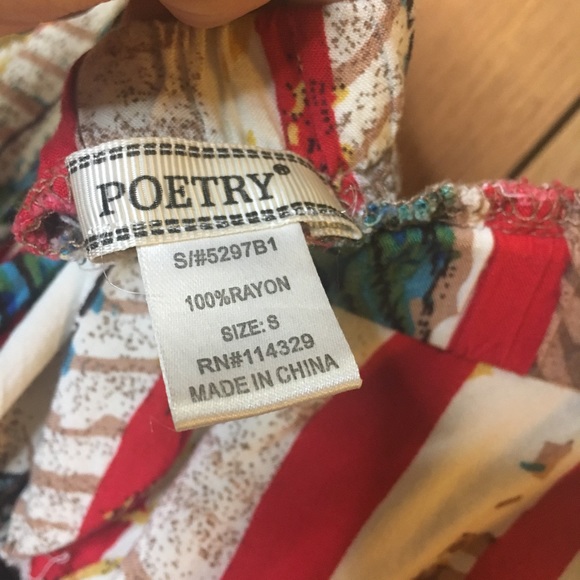 POETRY®
S/#5297B1
100%RAYON
SIZE: S
RN#114329
MADE IN CHINA